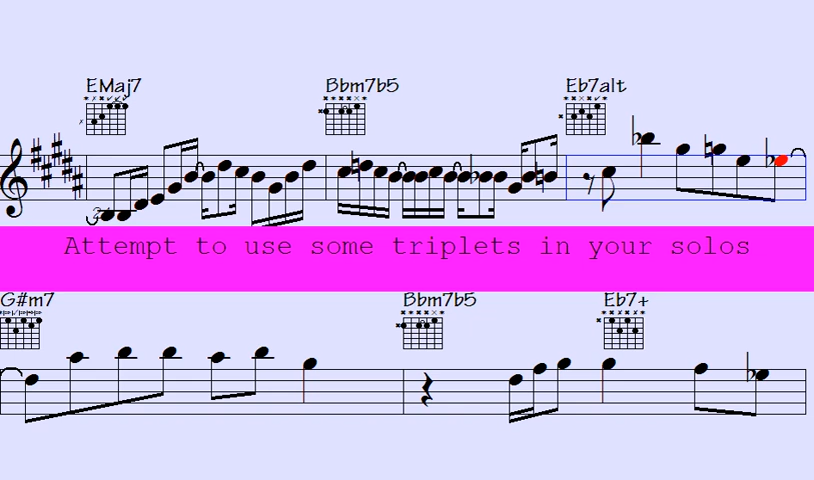 EMaj7 Bbm7b5 Eb7alt
Attempt to use some triplets in your solos
G#m7 Bbm7b5 Eb7+